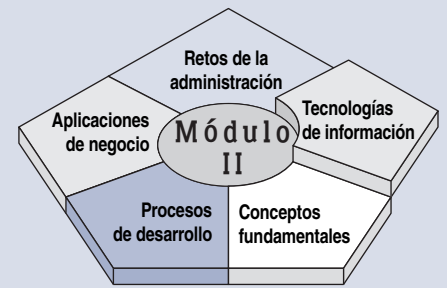 Retos de la
administración
Tecnologías
de información
Aplicaciones
de negocio
Módulo
II
Procesos
de desarrollo
Conceptos
fundamentales